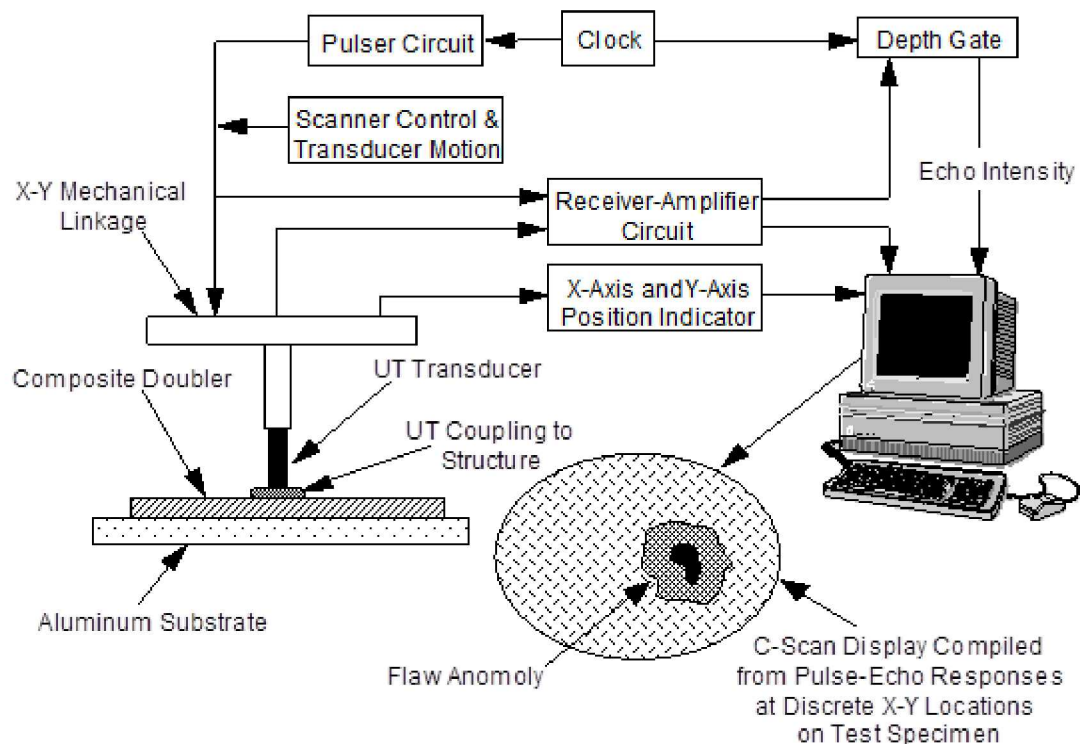 Pulser Circuit
Clock
Depth Gate
Scanner Control &
Transducer Motion
X-Y Mechanical
Linkage
Receiver-Amplifier
Circuit
Echo Intensity
X-Axis andY-Axis
Position Indicator
Composite Doubler
UT Transducer
UT Coupling to
Structure
Aluminum Substrate
Flaw Anomoly
C-Scan Display Compiled
from Pulse-Echo Responses
at Discrete X-Y Locations
on Test Specimen